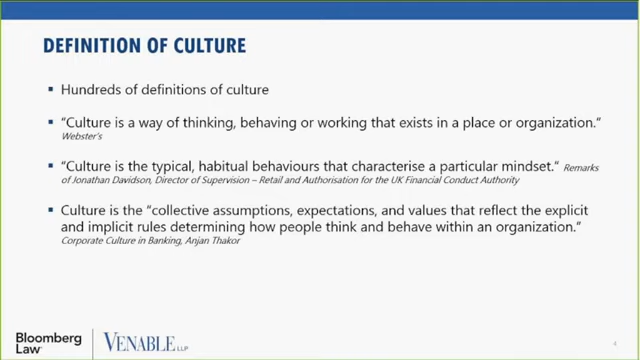 DEFINITION OF CULTURE
▪ Hundreds of definitions of culture
▪ “Culture is a way of thinking, behaving or working that exists in a place or organization.”
Webster's
▪ “Culture is the typical, habitual behaviours that characterise a particular mindset.” Remarks
of Jonathan Davidson, Director of Supervision – Retail and Authorisation for the UK Financial Conduct Authority
▪ Culture is the “collective assumptions, expectations, and values that reflect the explicit
and implicit rules determining how people think and behave within an organization.”
Corporate Culture in Banking, Anjan Thakor
Bloomberg
Law
VENABLE LLP
4